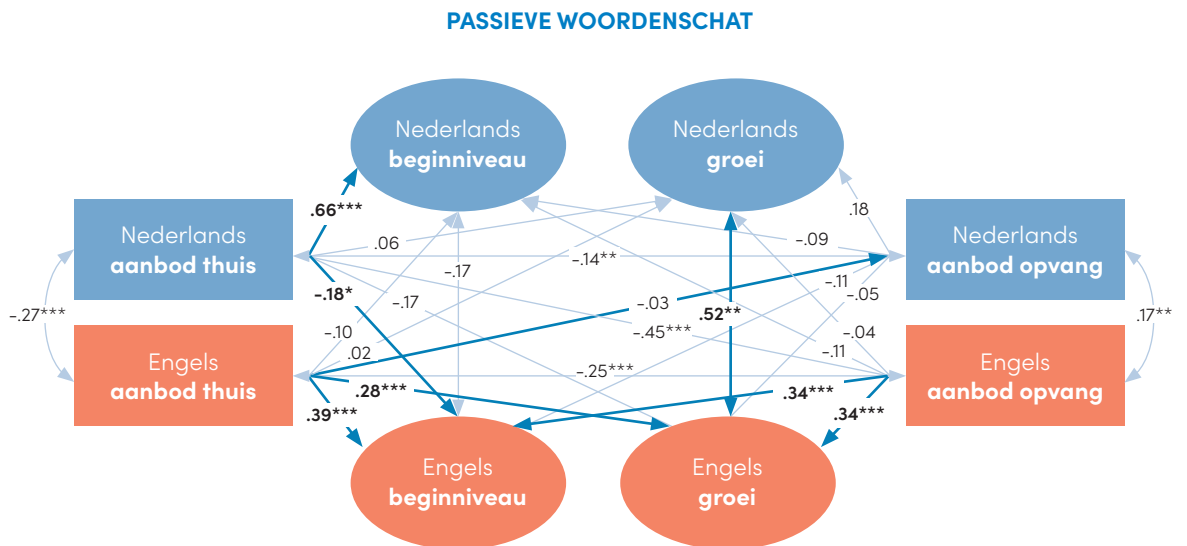 PASSIEVE WOORDENSCHAT
Nederlands
beginniveau
Nederlands
groei
.66***
.18
Nederlands
aanbod thuis
.06
-.14**
-.09
Nederlands
aanbod opvang
-.17
-.11
-.18*
-.17
-.03
-.05
-.27***
.52**
.17**
-.10
-.45***
-.04
.02
-.11
Engels
aanbod thuis
-.25***
Engels
aanbod opvang
.28***
.34***
.39***
.34***
Engels
beginniveau
Engels
groei